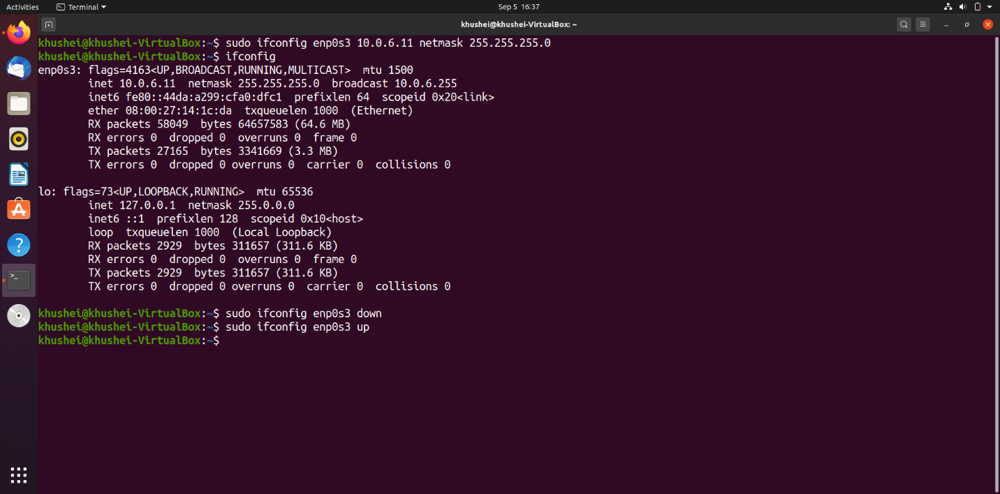 Activities
Terminal
Sep 5 16:37
khushei@khushei-VirtualBox: ~
khushei@khushei-VirtualBox:~$ sudo ifconfig enp0s3 10.0.6.11 netmask 255.255.255.0
khushei@khushei-VirtualBox:~$ ifconfig
enp0s3: flags=4163<UP,BROADCAST,RUNNING,MULTICAST>  mtu 1500
        inet 10.0.6.11  netmask 255.255.255.0  broadcast 10.0.6.255
        inet6 fe80::44da:a299:cfa0:dfc1  prefixlen 64  scopeid 0x20<link>
        ether 08:00:27:14:1c:da  txqueuelen 1000  (Ethernet)
        RX packets 58049  bytes 64657583 (64.6 MB)
        RX errors 0  dropped 0  overruns 0  frame 0
        TX packets 27165  bytes 3341669 (3.3 MB)
        TX errors 0  dropped 0 overruns 0  carrier 0  collisions 0
lo: flags=73<UP,LOOPBACK,RUNNING>  mtu 65536
        inet 127.0.0.1  netmask 255.0.0.0
        inet6 ::1  prefixlen 128  scopeid 0x10<host>
        loop  txqueuelen 1000  (Local Loopback)
        RX packets 2929  bytes 311657 (311.6 KB)
        RX errors 0  dropped 0  overruns 0  frame 0
        TX packets 2929  bytes 311657 (311.6 KB)
        TX errors 0  dropped 0 overruns 0  carrier 0  collisions 0
khushei@khushei-VirtualBox:~$ sudo ifconfig enp0s3 down
khushei@khushei-VirtualBox:~$ sudo ifconfig enp0s3 up
khushei@khushei-VirtualBox:~$